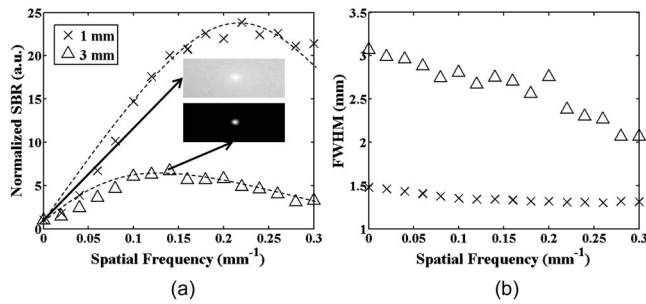 25
20
15
10
5
0
0 0.05 0.1 0.15 0.2 0.25 0.3
Normalized SBR (a.u.)
1 mm
3 mm
Spatial Frequency (mm-1)
(a)
3.5
3
2.5
2
1.5
1
0 0.05 0.1 0.15 0.2 0.25 0.3
FWHM (mm)
Spatial Frequency (mm-1)
(b)